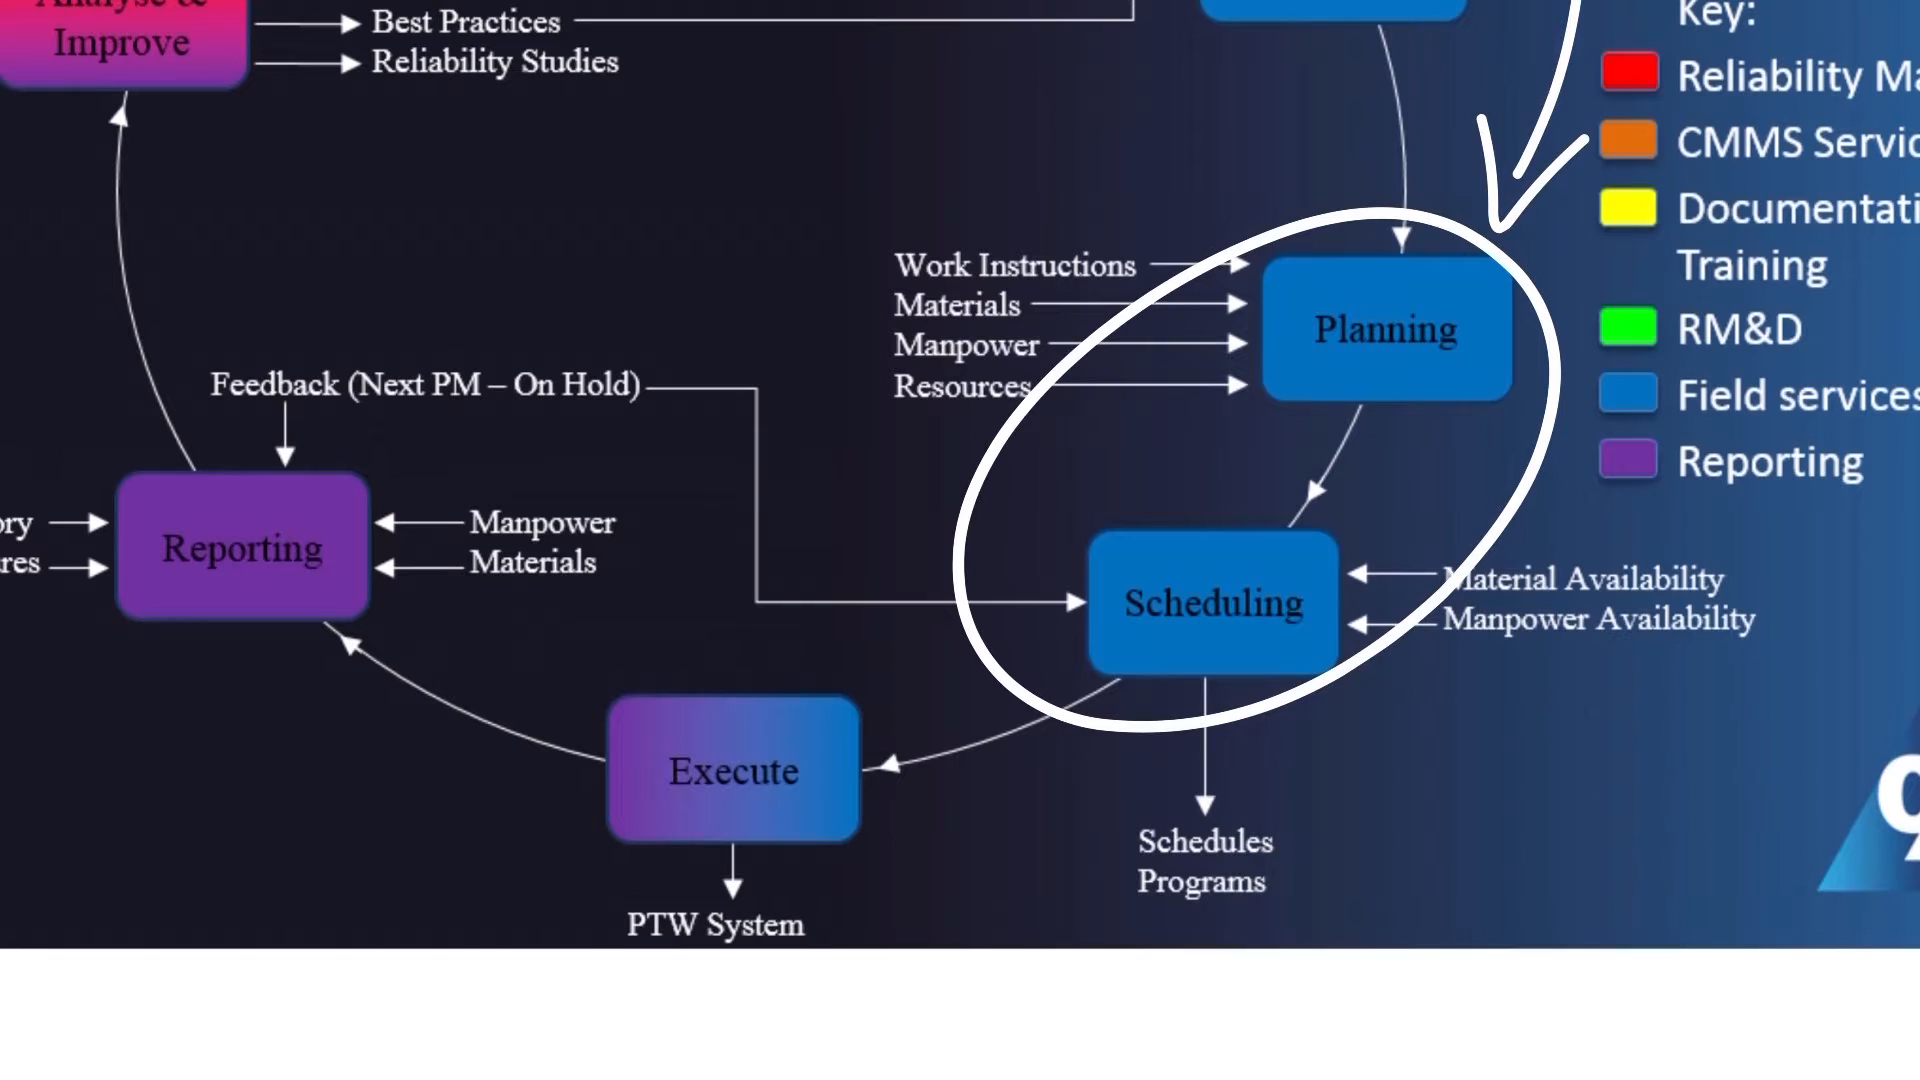 Analyse &
Improve
Best Practices
Reliability Studies
Key:
Reliability
CMMS
Training
RM&D
Field services
Reporting
Work Instructions
Materials
Manpower
Resources
Planning
Feedback (Next PM – On Hold)
Reporting
Manpower
Materials
Scheduling
Material Availability
Manpower Availability
Execute
Schedules
Programs
PTW System